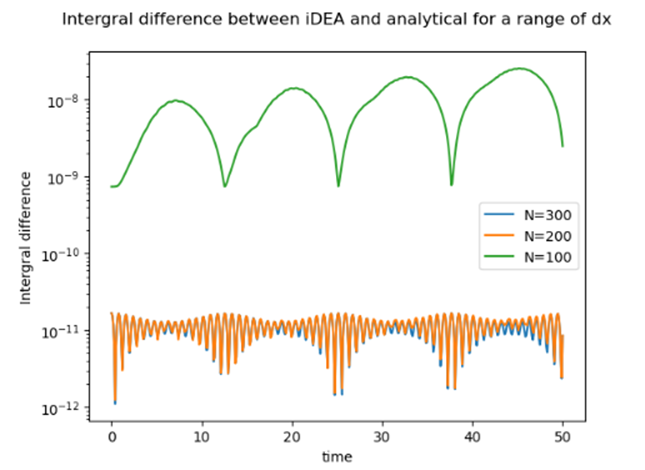 Intergral difference between iDEA and analytical for a range of dx
Intergral difference
10⁻⁸
10⁻⁹
10⁻¹⁰
10⁻¹¹
10⁻¹²
N=300
N=200
N=100
0 10 20 30 40 50
time